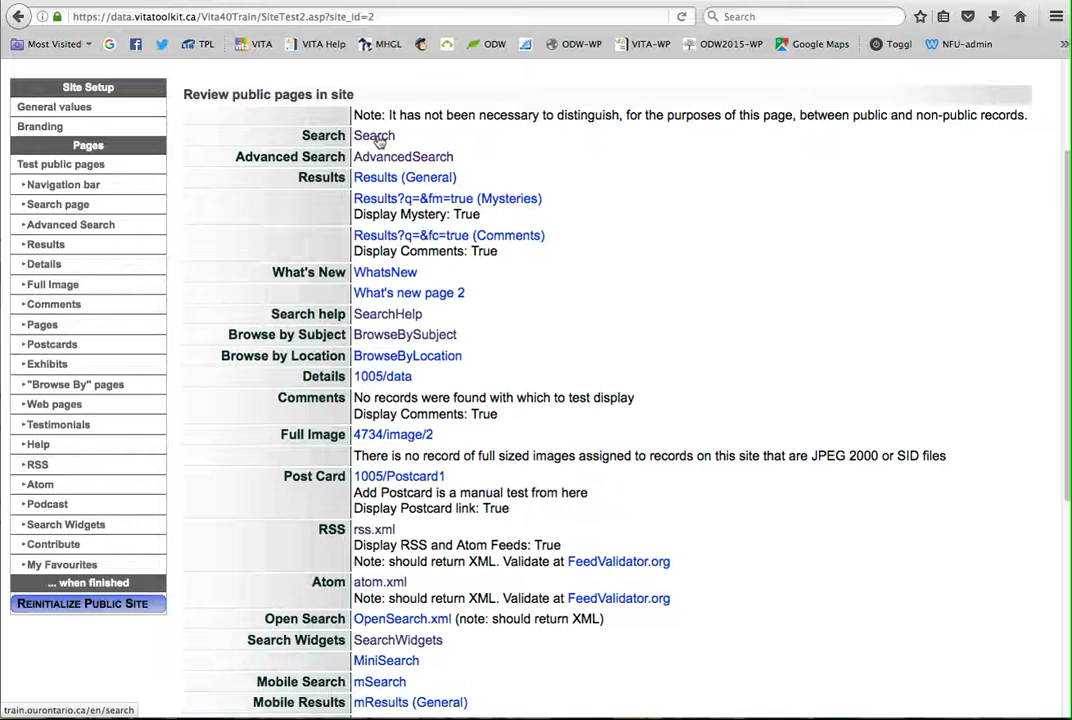 https://data.vitatoolkit.ca/Vita40Train/SiteTest2.asp?site_id=2
Search
Most Visited
TPL
VITA
VITA Help
MHGL
ODW
ODW-WP
VITA-WP
ODW2015-WP
Google Maps
Toggl
NFU-admin
Site Setup
General values
Branding
Pages
Test public pages
Navigation bar
Search page
Advanced Search
Results
Details
Full Image
Comments
Pages
Postcards
Exhibits
"Browse By" pages
Web pages
Testimonials
Help
RSS
Atom
Podcast
Search Widgets
Contribute
My Favourites
... when finished
REINITIALIZE PUBLIC SITE
Review public pages in site
Note: It has not been necessary to distinguish, for the purposes of this page, between public and non-public records.
Search Search
Advanced Search AdvancedSearch
Results Results (General)
Results?q=&fm=true (Mysteries)
Display Mystery: True
Results?q=&fc=true (Comments)
Display Comments: True
What's New WhatsNew
What's new page 2
Search help SearchHelp
Browse by Subject BrowseBySubject
Browse by Location BrowseByLocation
Details 1005/data
Comments No records were found with which to test display
Display Comments: True
Full Image 4734/image/2
There is no record of full sized images assigned to records on this site that are JPEG 2000 or SID files
Post Card 1005/Postcard1
Add Postcard is a manual test from here
Display Postcard link: True
RSS rss.xml
Display RSS and Atom Feeds: True
Note: should return XML. Validate at FeedValidator.org
Atom atom.xml
Note: should return XML. Validate at FeedValidator.org
Open Search OpenSearch.xml (note: should return XML)
Search Widgets SearchWidgets
MiniSearch
Mobile Search mSearch
Mobile Results mResults (General)
train.ourontario.ca/en/search